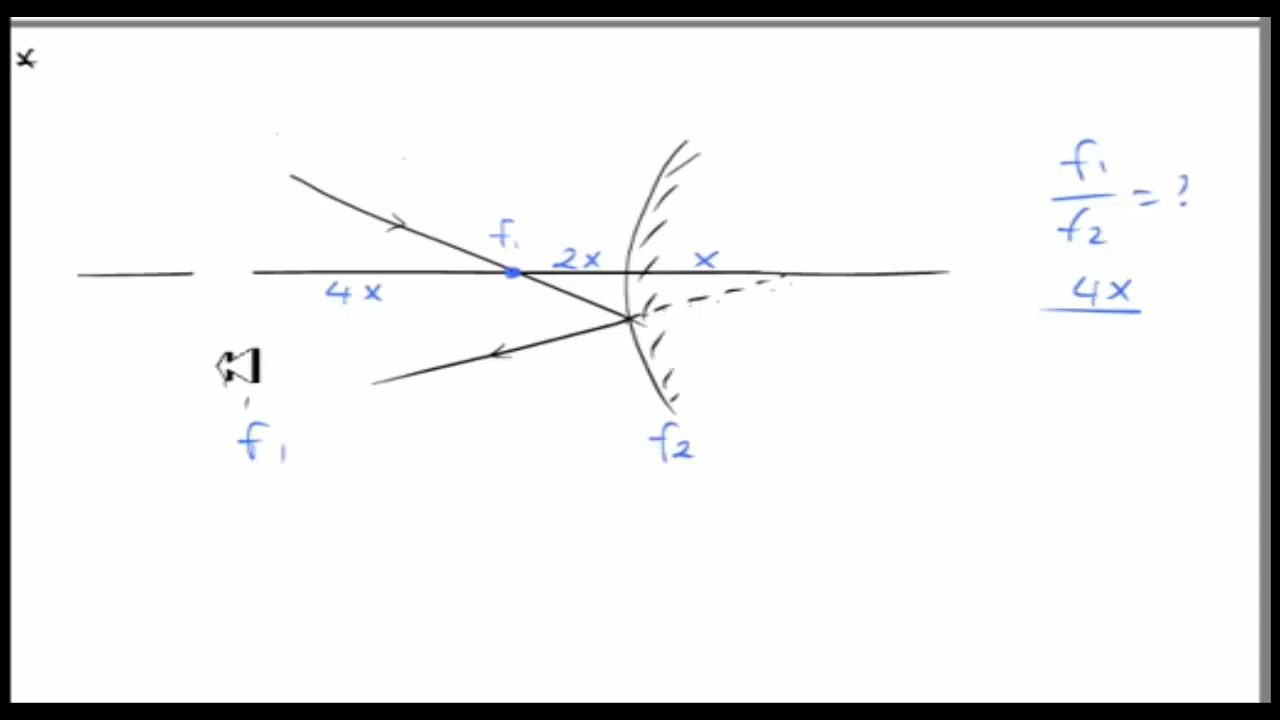 x
f₁
f₁
2x
x
— = ?
f₂
4x
4x
f₁
f₂